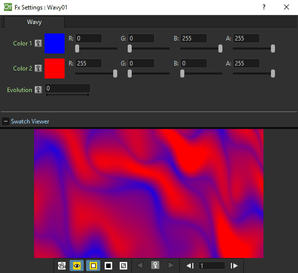 Fx Settings : Wavy01
Wavy
Color 1 R: 0 G: 0 B: 255 A: 255
Color 2 R: 255 G: 0 B: 0 A: 255
Evolution 0
Swatch Viewer
1